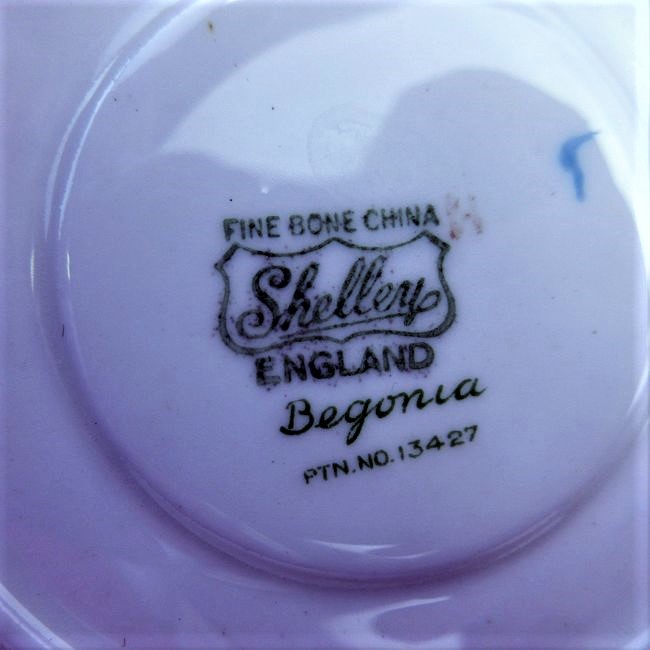 FINE BONE CHINA
Shelley
ENGLAND
Begonia
PTN.NO.13427